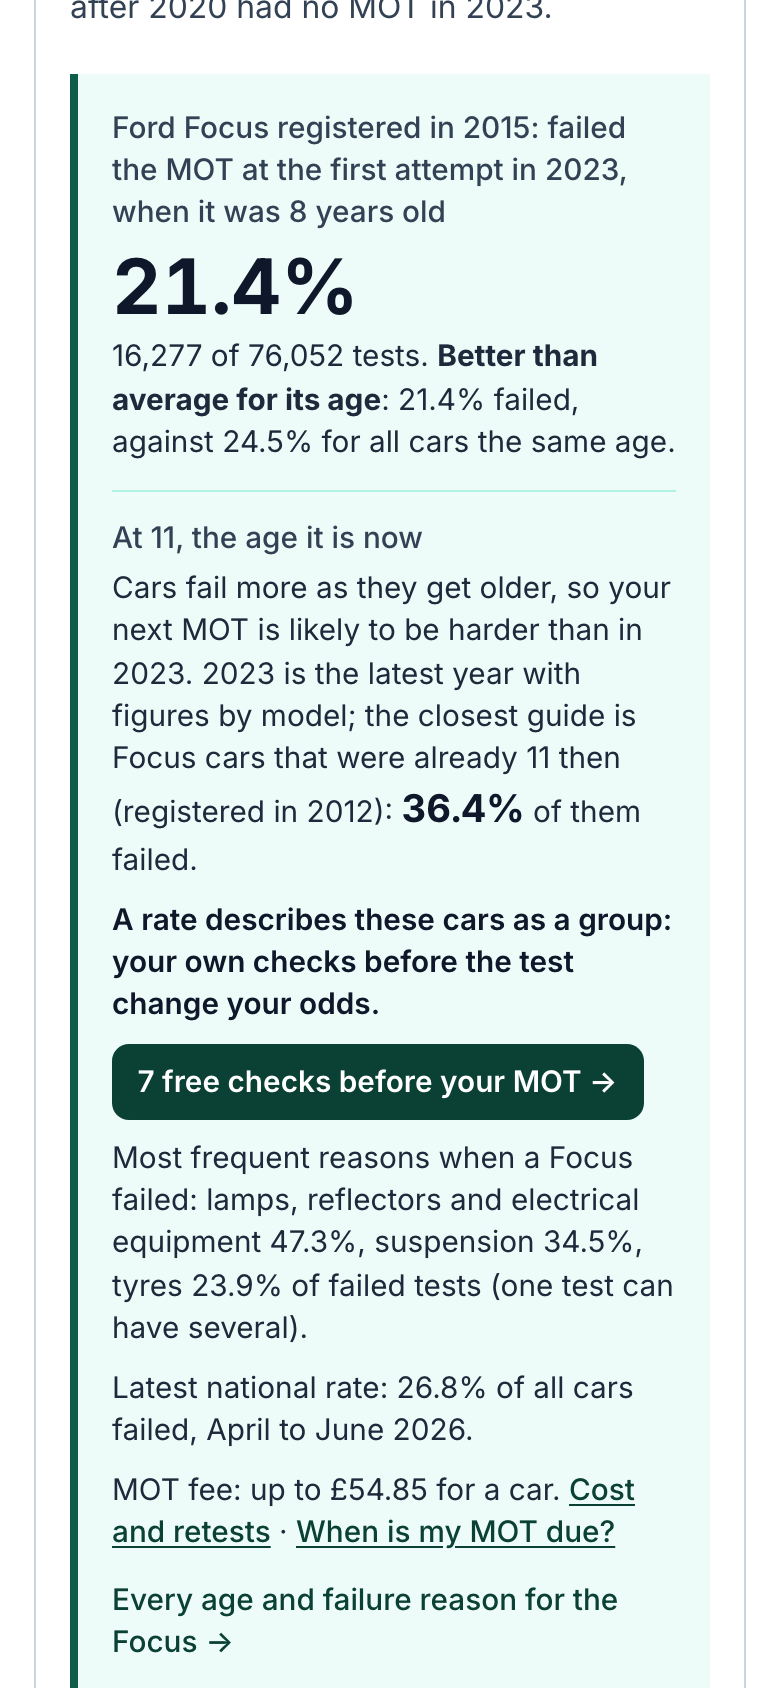 after 2020 had no MOT in 2023.
Ford Focus registered in 2015: failed
the MOT at the first attempt in 2023,
when it was 8 years old
21.4%
16,277 of 76,052 tests. Better than
average for its age: 21.4% failed,
against 24.5% for all cars the same age.
At 11, the age it is now
Cars fail more as they get older, so your
next MOT is likely to be harder than in
2023. 2023 is the latest year with
figures by model; the closest guide is
Focus cars that were already 11 then
(registered in 2012): 36.4% of them
failed.
A rate describes these cars as a group:
your own checks before the test
change your odds.
7 free checks before your MOT →
Most frequent reasons when a Focus
failed: lamps, reflectors and electrical
equipment 47.3%, suspension 34.5%,
tyres 23.9% of failed tests (one test can
have several).
Latest national rate: 26.8% of all cars
failed, April to June 2026.
MOT fee: up to £54.85 for a car. Cost
and retests · When is my MOT due?
Every age and failure reason for the
Focus →